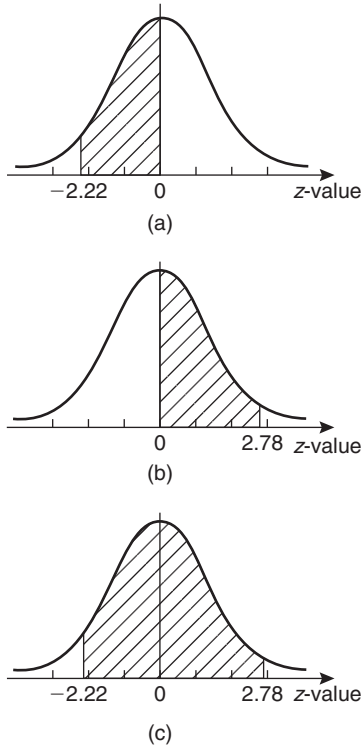 −2.22 0 z-value
(a)
0 2.78 z-value
(b)
−2.22 0 2.78 z-value
(c)